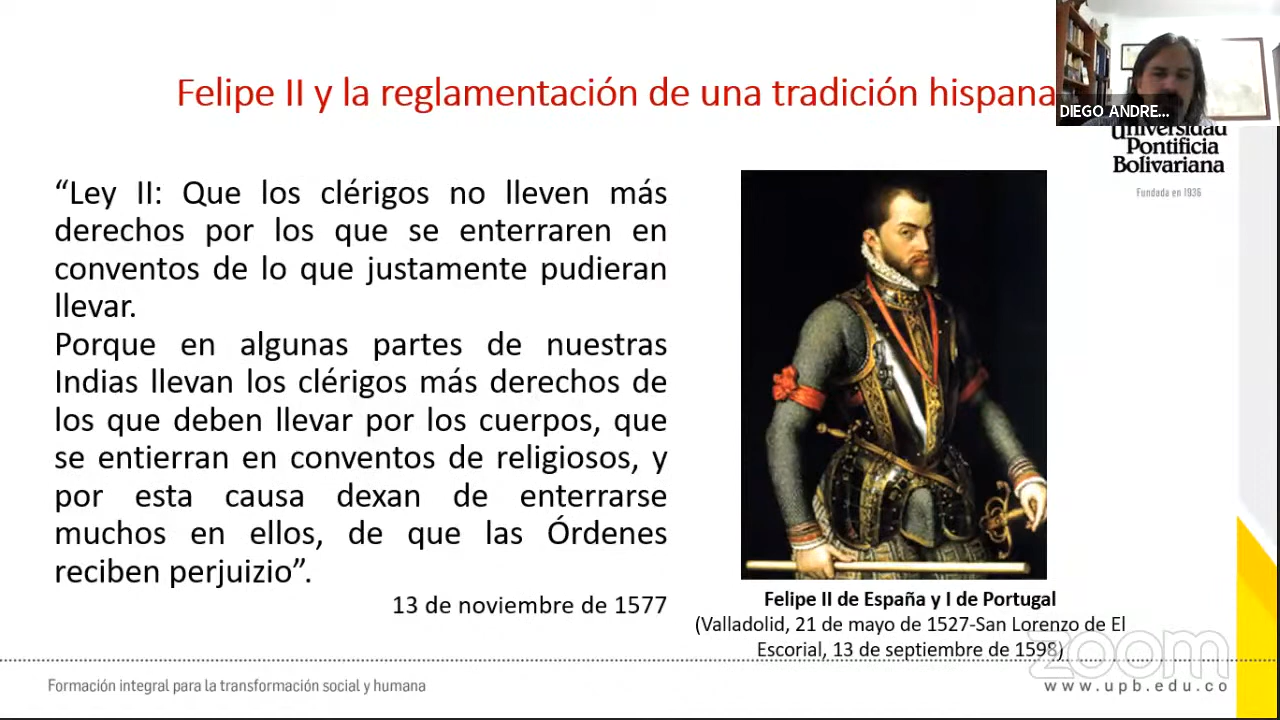 Felipe II y la reglamentación de una tradición hispana
DIEGO ANDRE...
Universidad
Pontificia
Bolivariana
Fundada en 1936
“Ley II: Que los clérigos no lleven más
derechos por los que se enterraren en
conventos de lo que justamente pudieran
llevar.
Porque en algunas partes de nuestras
Indias llevan los clérigos más derechos de
los que deben llevar por los cuerpos, que
se entierran en conventos de religiosos, y
por esta causa dexan de enterrarse
muchos en ellos, de que las Órdenes
reciben perjuizio”.
13 de noviembre de 1577
Felipe II de España y I de Portugal
(Valladolid, 21 de mayo de 1527-San Lorenzo de El
Escorial, 13 de septiembre de 1598)
zoom
Formación integral para la transformación social y humana
www.upb.edu.co